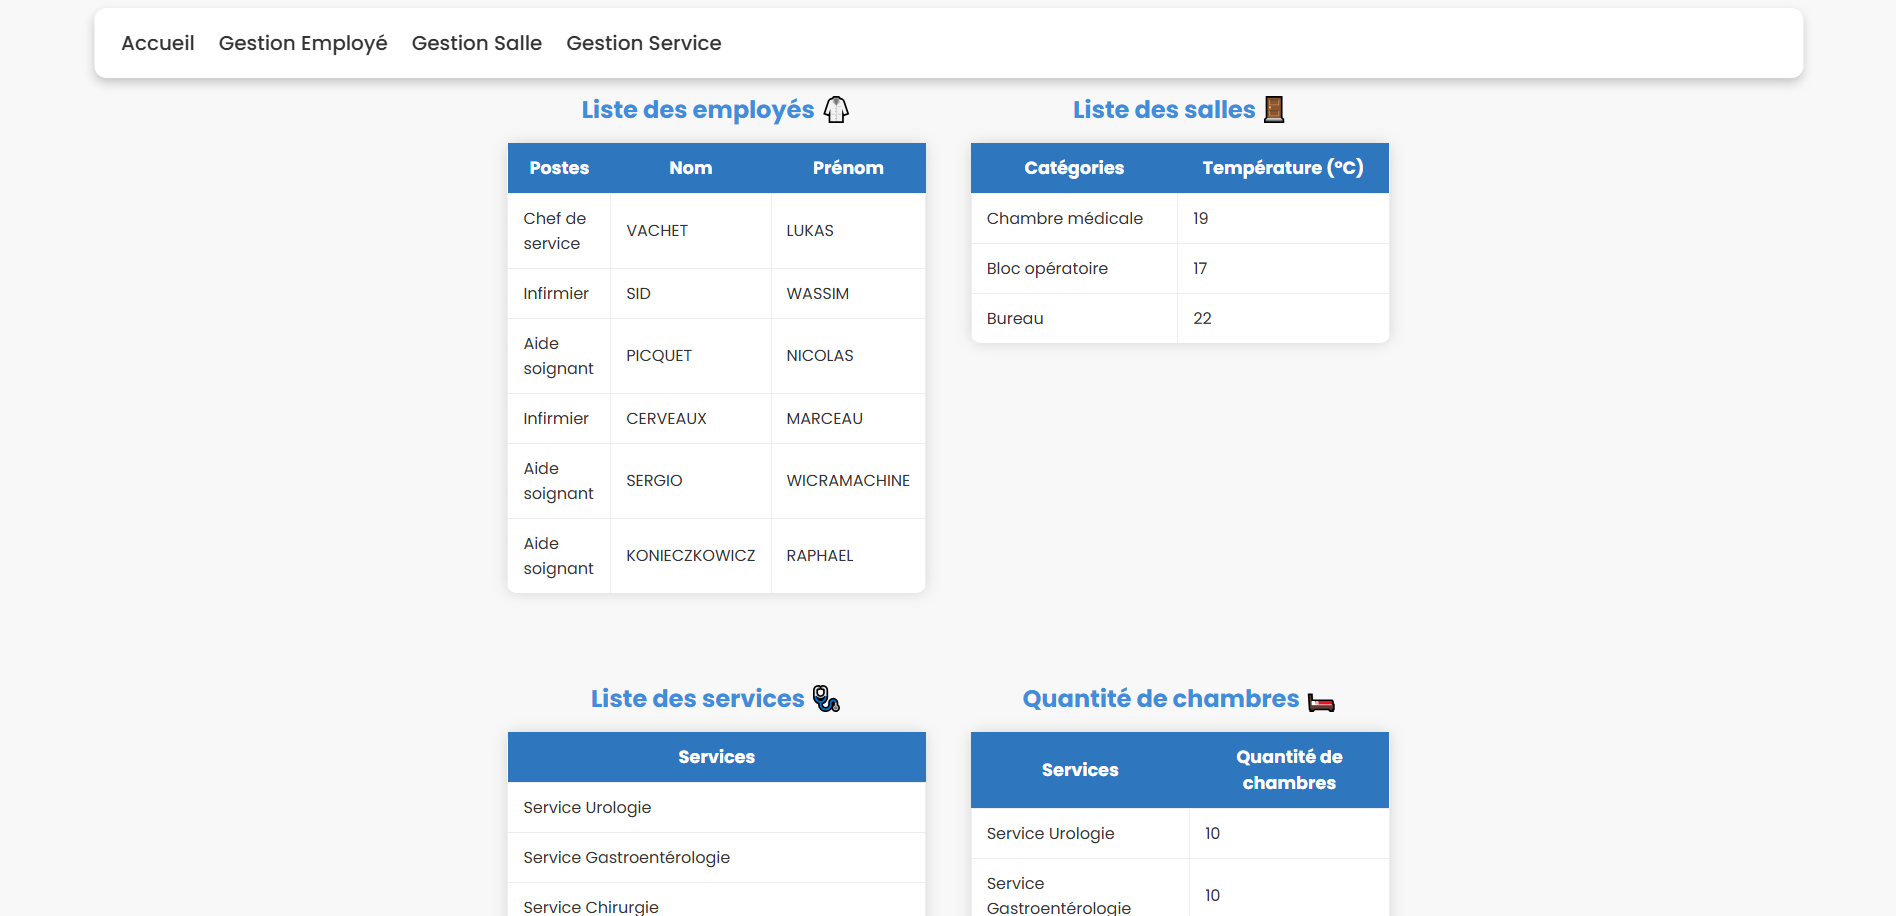 Accueil Gestion Employé Gestion Salle Gestion Service
Liste des employés
Postes Nom Prénom
Chef de
service VACHET LUKAS
Infirmier SID WASSIM
Aide
soignant PICQUET NICOLAS
Infirmier CERVEAUX MARCEAU
Aide
soignant SERGIO WICRAMACHINE
Aide
soignant KONIECZKOWICZ RAPHAEL
Liste des salles
Catégories Température (°C)
Chambre médicale 19
Bloc opératoire 17
Bureau 22
Liste des services
Services
Service Urologie
Service Gastroentérologie
Service Chirurgie
Quantité de chambres
Services Quantité de
chambres
Service Urologie 10
Service
Gastroentérologie 10